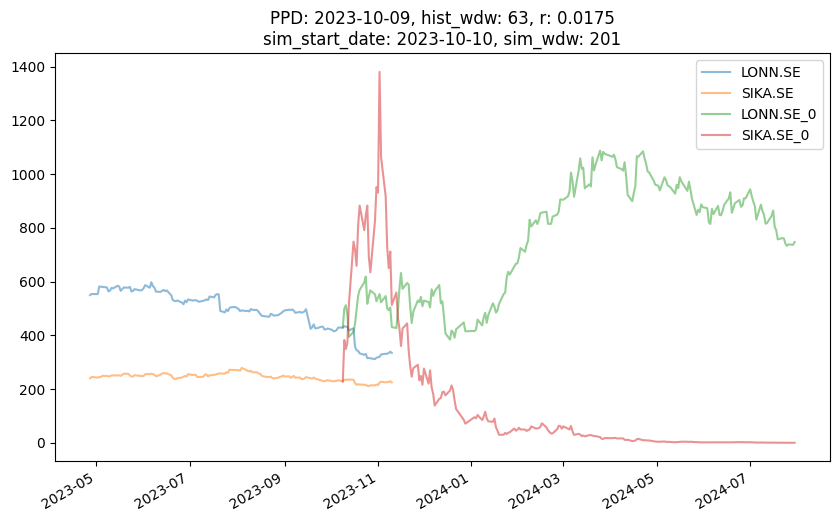 PPD: 2023-10-09, hist_wdw: 63, r: 0.0175
sim_start_date: 2023-10-10, sim_wdw: 201
1400
1200
1000
800
600
400
200
0
LONN.SE
SIKA.SE
LONN.SE_0
SIKA.SE_0
2023-05
2023-07
2023-09
2023-11
2024-01
2024-03
2024-05
2024-07